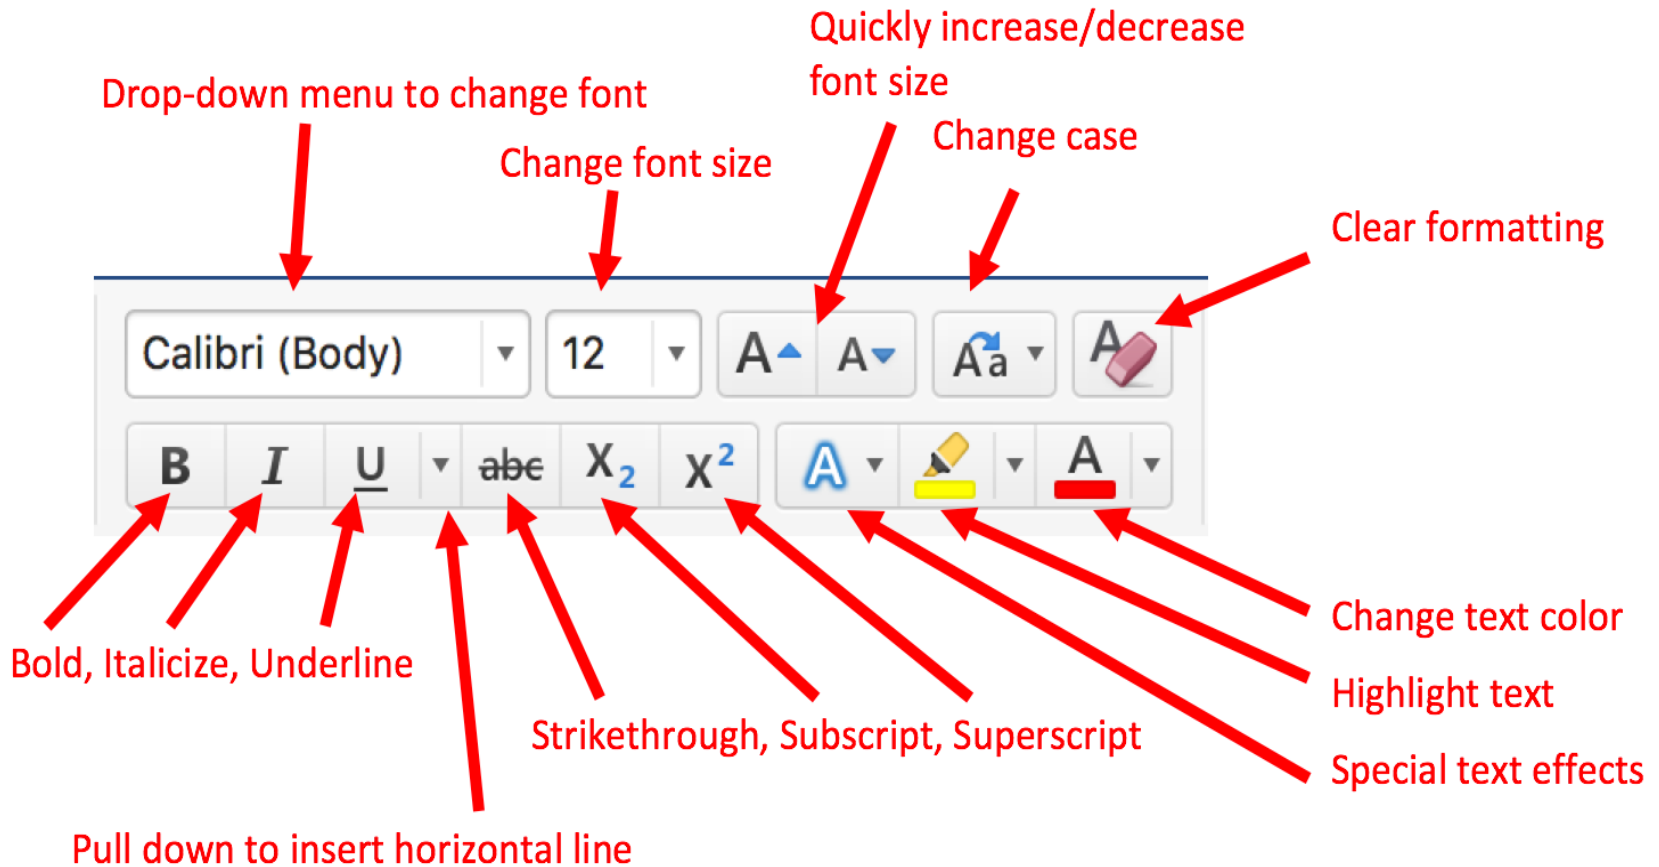 Quickly increase/decrease
font size
Drop-down menu to change font
Change case
Change font size
Clear formatting
Calibri (Body)
12
A A
Aa
A
B I U abc X2 X²
A
A
Change text color
Bold, Italicize, Underline
Highlight text
Strikethrough, Subscript, Superscript
Special text effects
Pull down to insert horizontal line